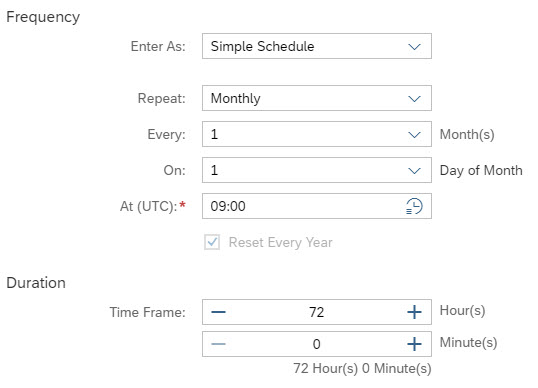 Frequency
Enter As: Simple Schedule
Repeat: Monthly
Every: 1 Month(s)
On: 1 Day of Month
At (UTC):* 09:00
Reset Every Year
Duration
Time Frame: 72 Hour(s)
0 Minute(s)
72 Hour(s) 0 Minute(s)